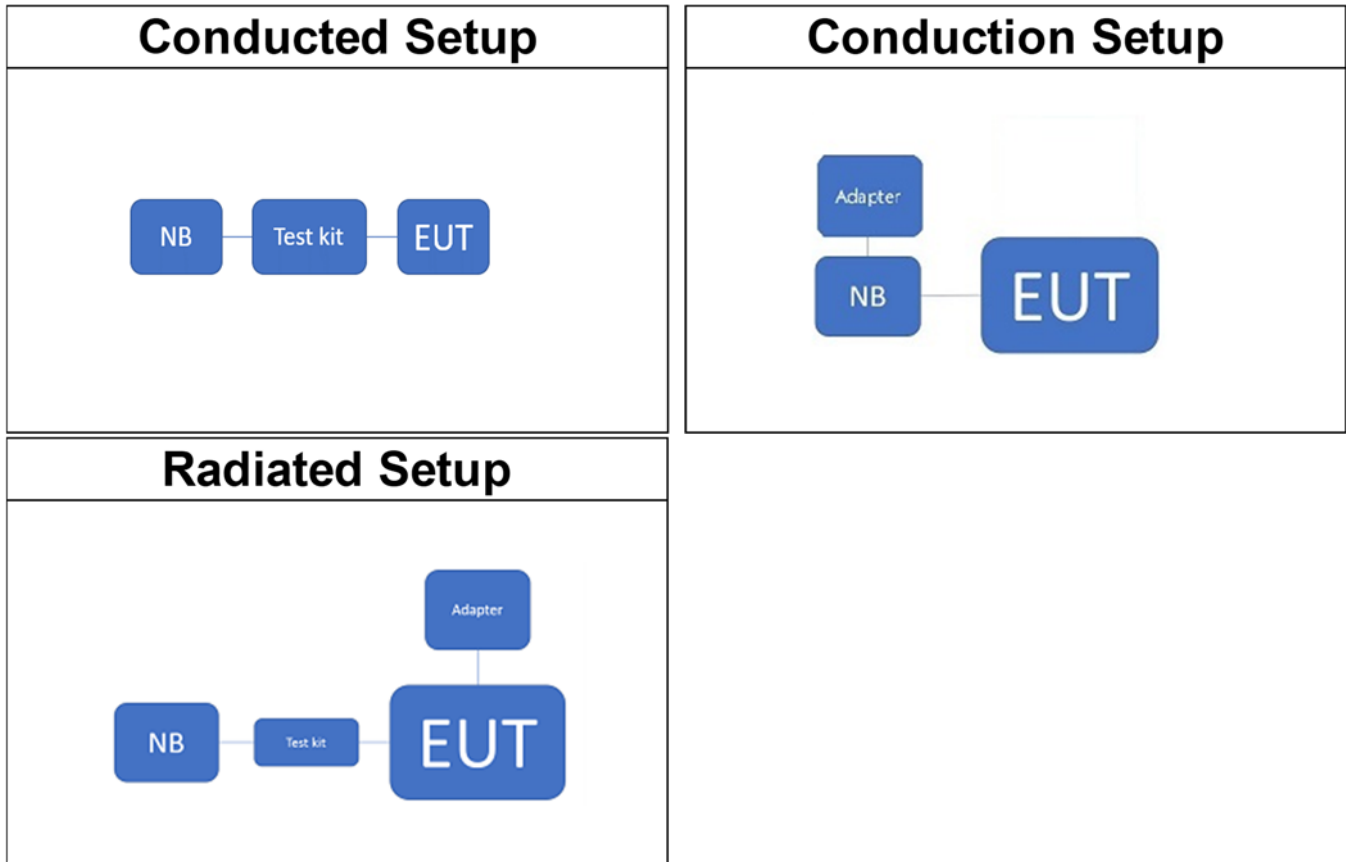 Conducted Setup
NB
Test kit
EUT
Conduction Setup
Adapter
NB
EUT
Radiated Setup
Adapter
NB
Test kit
EUT